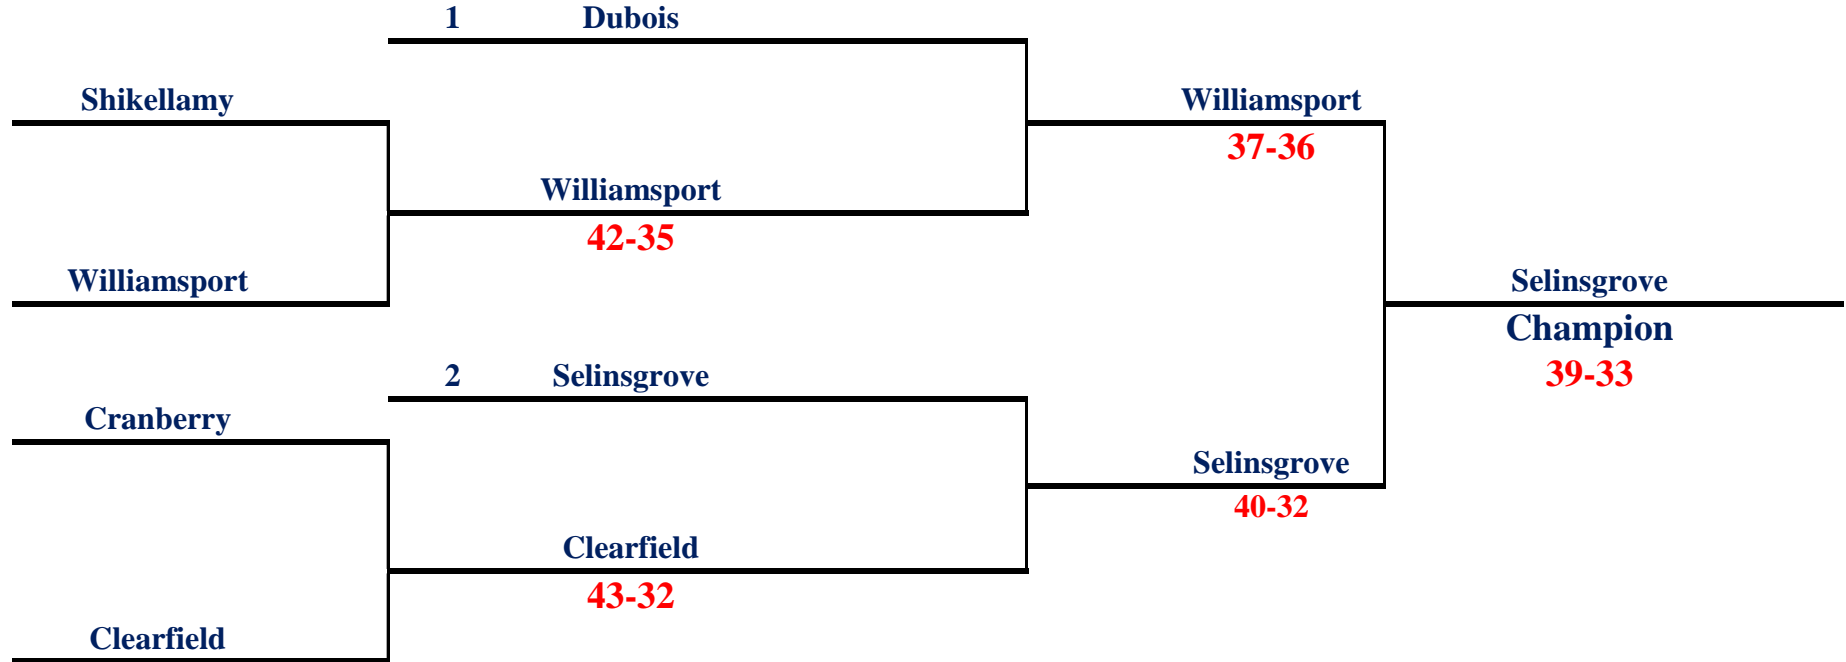 1 Dubois
Shikellamy
Williamsport
37-36
Williamsport
42-35
Williamsport
Selinsgrove
Champion
39-33
2 Selinsgrove
Cranberry
Selinsgrove
40-32
Clearfield
43-32
Clearfield